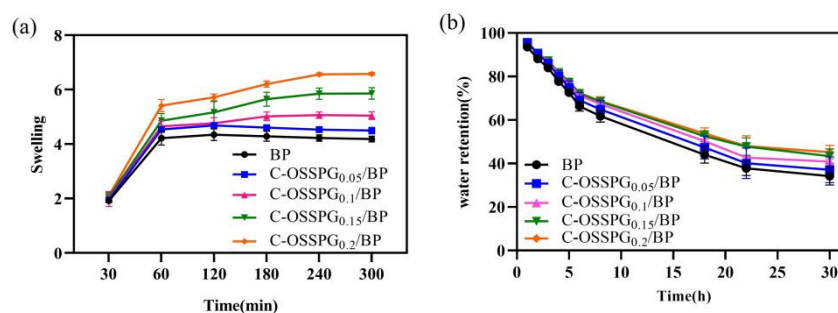 (a)
8
6
4
2
0
Swelling
BP
C-OSSPG0.05/BP
C-OSSPG0.1/BP
C-OSSPG0.15/BP
C-OSSPG0.2/BP
30 60 120 180 240 300
Time(min)
(b)
100
80
60
40
20
0
water retention(%)
BP
C-OSSPG0.05/BP
C-OSSPG0.1/BP
C-OSSPG0.15/BP
C-OSSPG0.2/BP
0 5 10 15 20 25 30
Time(h)